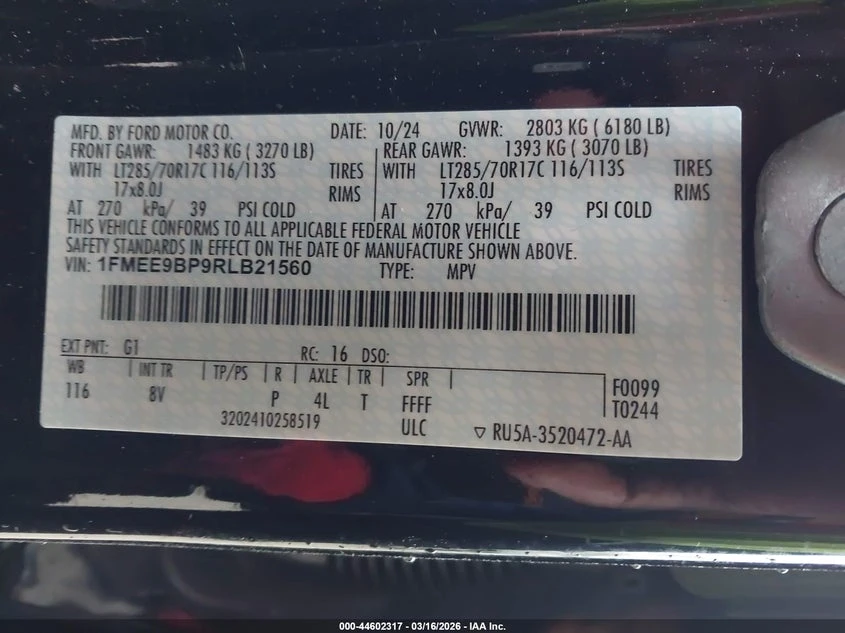 MFD. BY FORD MOTOR CO. DATE: 10/24 GVWR: 2803 KG ( 6180 LB)
FRONT GAWR: 1483 KG ( 3270 LB) REAR GAWR: 1393 KG ( 3070 LB)
WITH LT285/70R17C 116/113S TIRES WITH LT285/70R17C 116/113S TIRES
17x8.0J RIMS 17x8.0J RIMS
AT 270 kPa/ 39 PSI COLD AT 270 kPa/ 39 PSI COLD
THIS VEHICLE CONFORMS TO ALL APPLICABLE FEDERAL MOTOR VEHICLE
SAFETY STANDARDS IN EFFECT ON THE DATE OF MANUFACTURE SHOWN ABOVE.
VIN: 1FMEE9BP9RLB21560 TYPE: MPV
EXT PNT: G1 RC: 16 DSO:
WB INT TR TP/PS R AXLE TR SPR
116 8V P 4L T FFFF F0099
T0244
3202410258519 ULC ▽ RU5A-3520472-AA
000-44602317 - 03/16/2026 - IAA Inc.